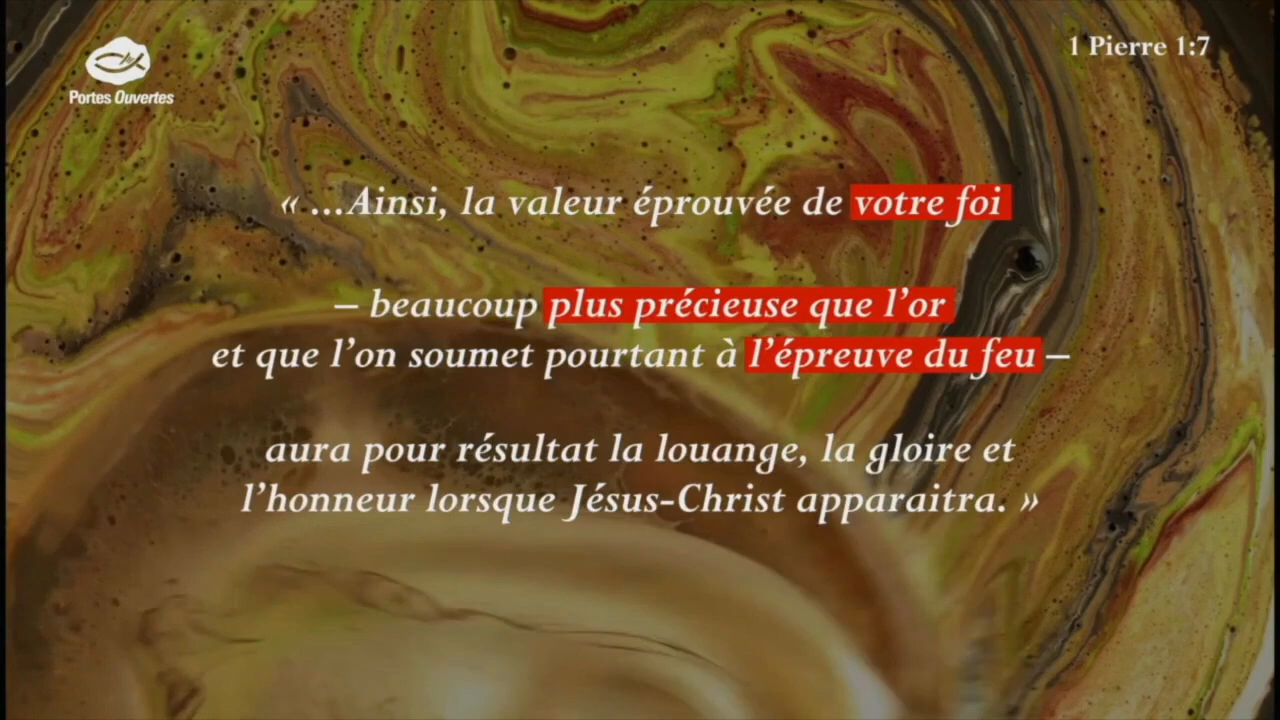 Portes Ouvertes
1 Pierre 1:7
« ...Ainsi, la valeur éprouvée de votre foi
– beaucoup plus précieuse que l’or
et que l’on soumet pourtant à l’épreuve du feu –
aura pour résultat la louange, la gloire et
l’honneur lorsque Jésus-Christ apparaitra. »